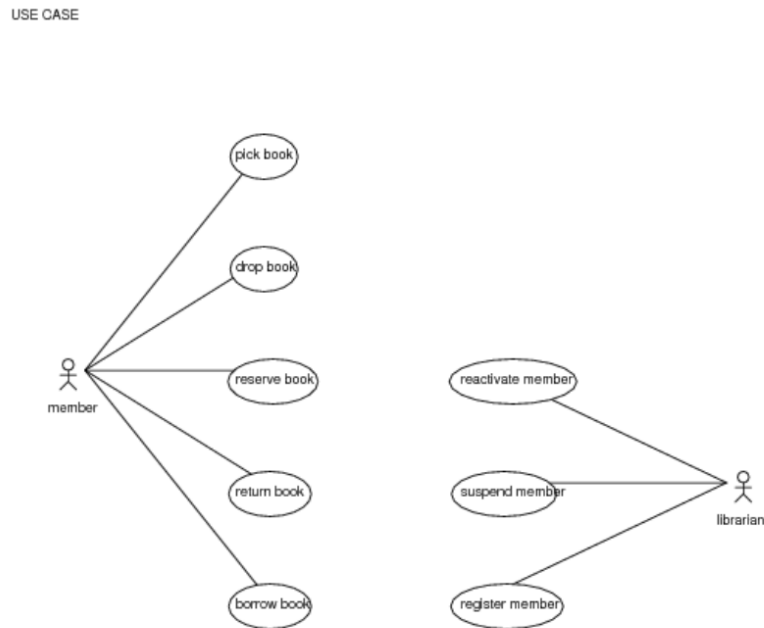 USE CASE
pick book
drop book
reserve book
reactivate member
member
return book
suspend member
librarian
borrow book
register member